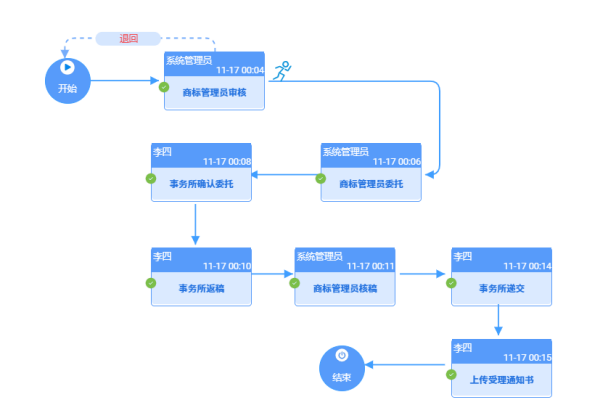 退回
开始
系统管理员
11-17 00:04
商标管理员审核
李四
11-17 00:08
事务所确认委托
系统管理员
11-17 00:06
商标管理员委托
李四
11-17 00:10
事务所返稿
系统管理员
11-17 00:11
商标管理员核稿
李四
11-17 00:14
事务所递交
结束
李四
11-17 00:15
上传受理通知书